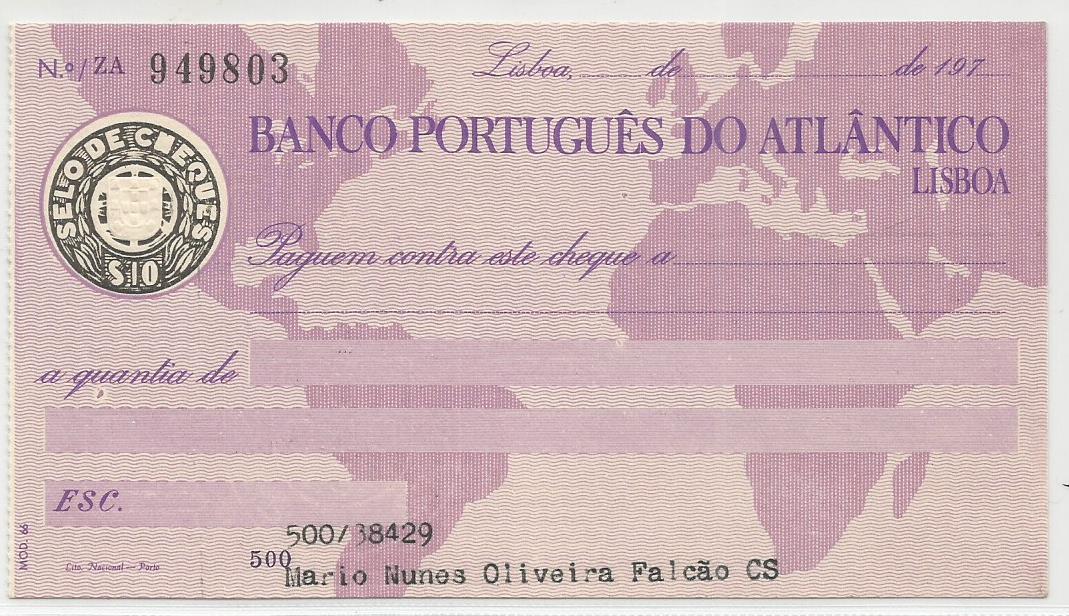 N.º/ZA 949803
Lisboa, de de 197
BANCO PORTUGUÊS DO ATLÂNTICO
LISBOA
SELO DE CHEQUES
$10
Paguem contra este cheque a
a quantia de
ESC.
500/38429
500
Mario Nunes Oliveira Falcão CS
MOD. 66
Lito. Nacional — Porto